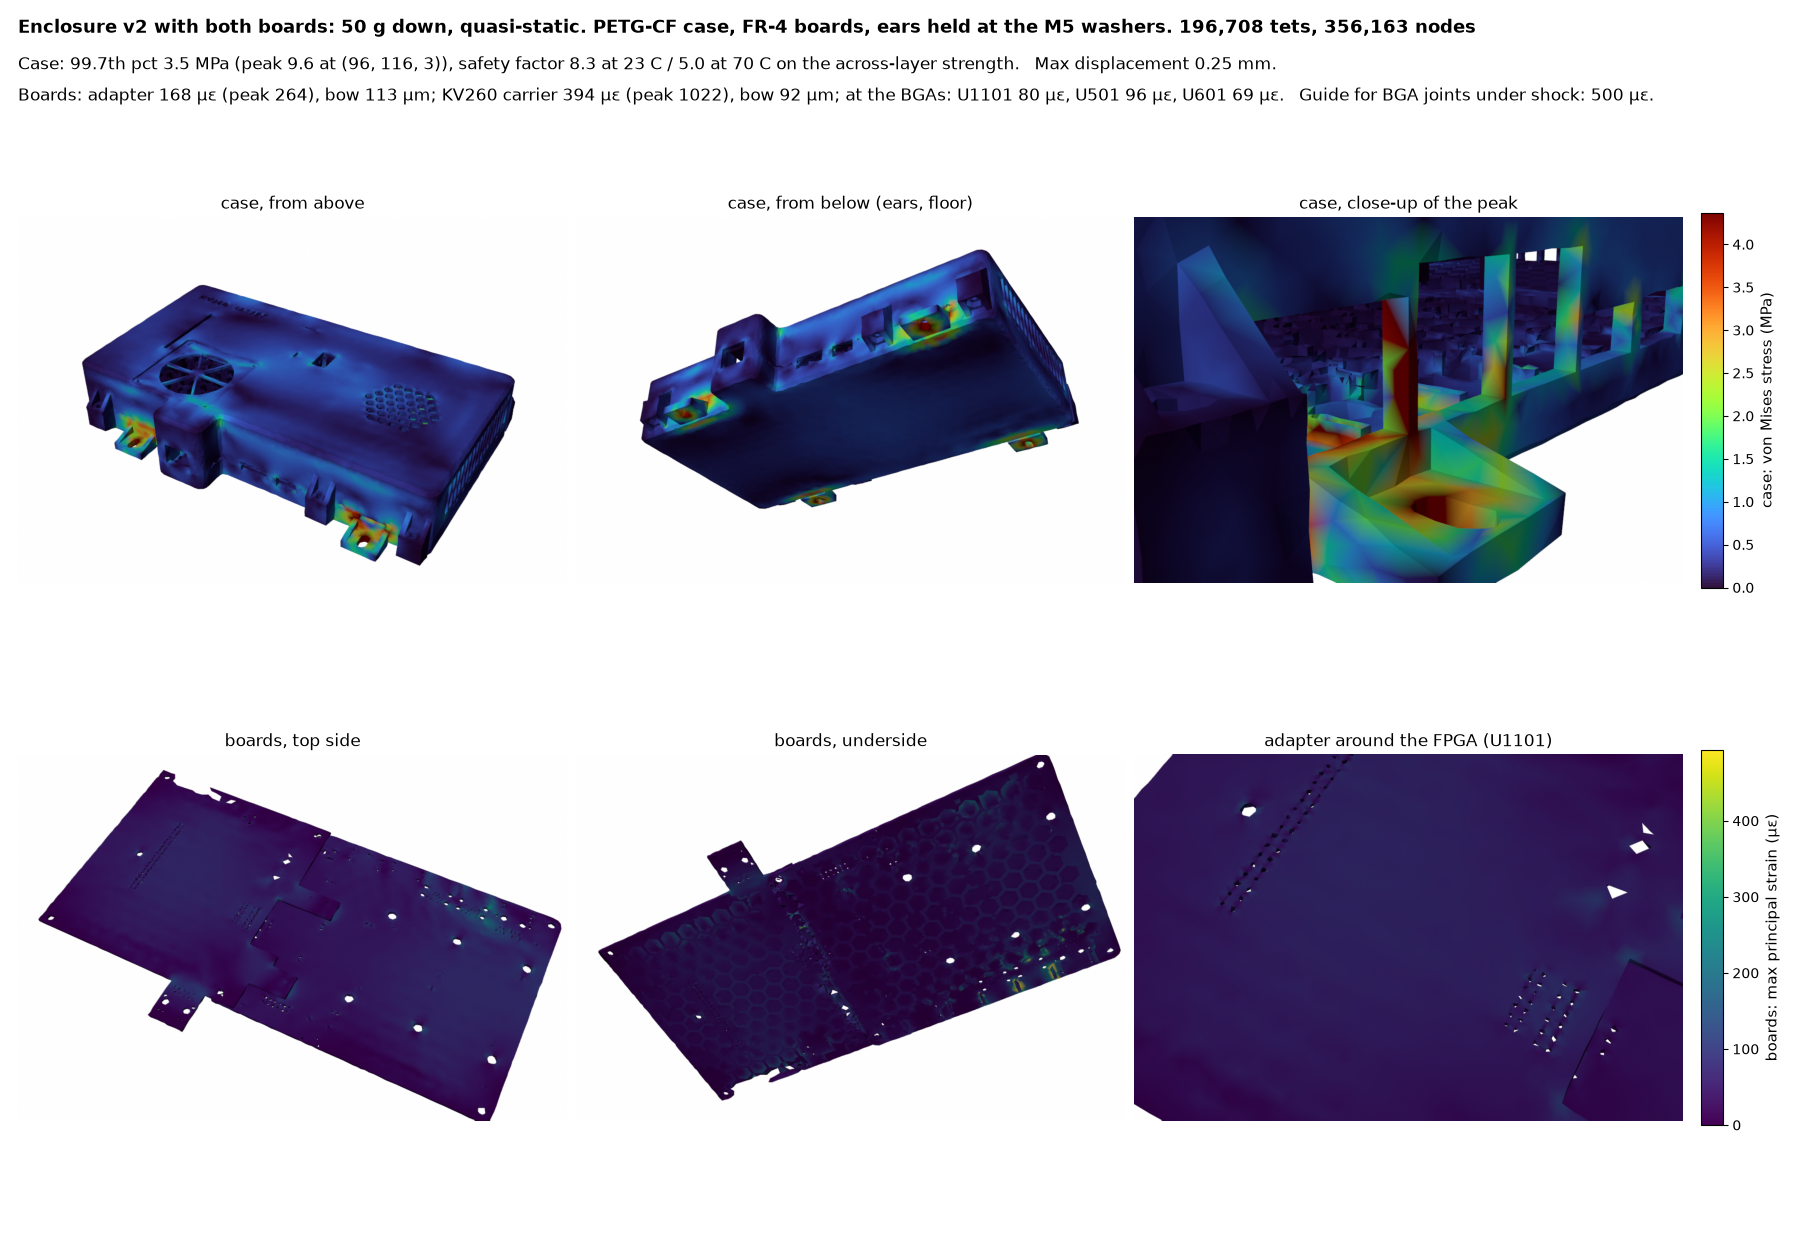 Enclosure v2 with both boards: 50 g down, quasi-static. PETG-CF case, FR-4 boards, ears held at the M5 washers. 196,708 tets, 356,163 nodes
Case: 99.7th pct 3.5 MPa (peak 9.6 at (96, 116, 3)), safety factor 8.3 at 23 C / 5.0 at 70 C on the across-layer strength.   Max displacement 0.25 mm.
Boards: adapter 168 µε (peak 264), bow 113 µm; KV260 carrier 394 µε (peak 1022), bow 92 µm; at the BGAs: U1101 80 µε, U501 96 µε, U601 69 µε.   Guide for BGA joints under shock: 500 µε.
case, from above
case, from below (ears, floor)
case, close-up of the peak
4.0
3.5
3.0
2.5
2.0
1.5
1.0
0.5
0.0
case: von Mises stress (MPa)
boards, top side
boards, underside
adapter around the FPGA (U1101)
400
300
200
100
0
boards: max principal strain (µε)